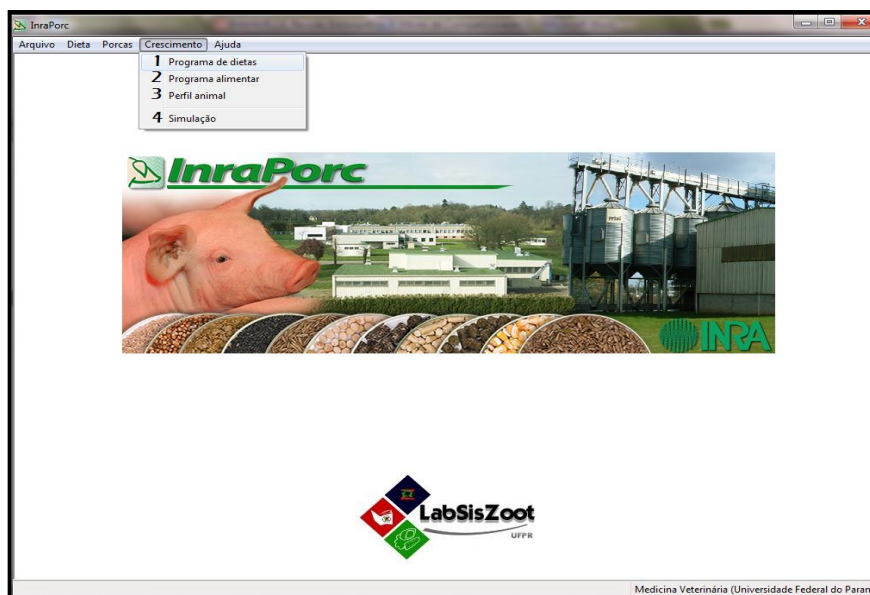 InraPorc
Arquivo Dieta Porcas Crescimento Ajuda
1 Programa de dietas
2 Programa alimentar
3 Perfil animal
4 Simulação
InraPorc
INRA
LabSisZoot
UFPR
Medicina Veterinária (Universidade Federal do Paran